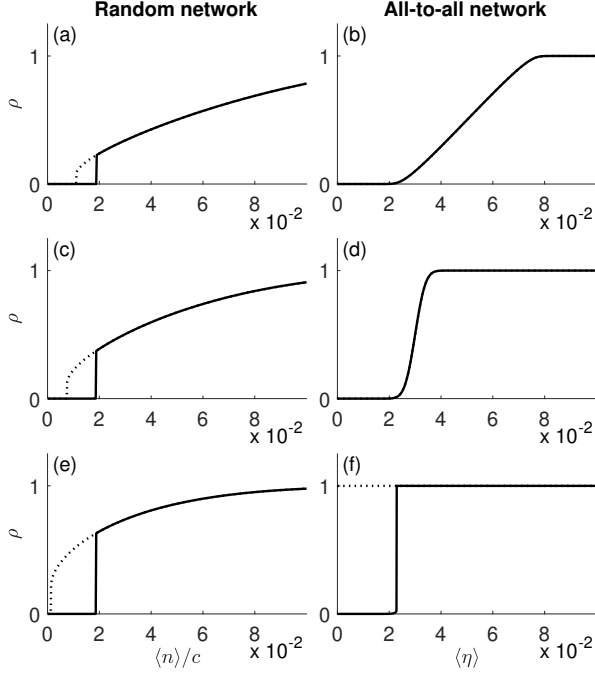 Random network
All-to-all network
(a)
(b)
1
1
ρ
0
0
0 2 4 6 8
0 2 4 6 8
x 10⁻²
x 10⁻²
(c)
(d)
1
1
ρ
0
0
0 2 4 6 8
0 2 4 6 8
x 10⁻²
x 10⁻²
(e)
(f)
1
1
ρ
0
0
0 2 4 6 8
0 2 4 6 8
⟨n⟩/c
x 10⁻²
⟨η⟩
x 10⁻²